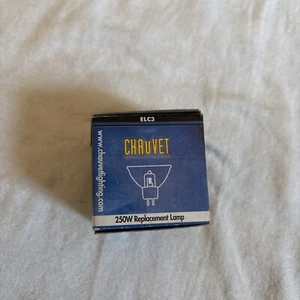 ELC3
CHAUVET
250W Replacement Lamp
www.chauvetlighting.com